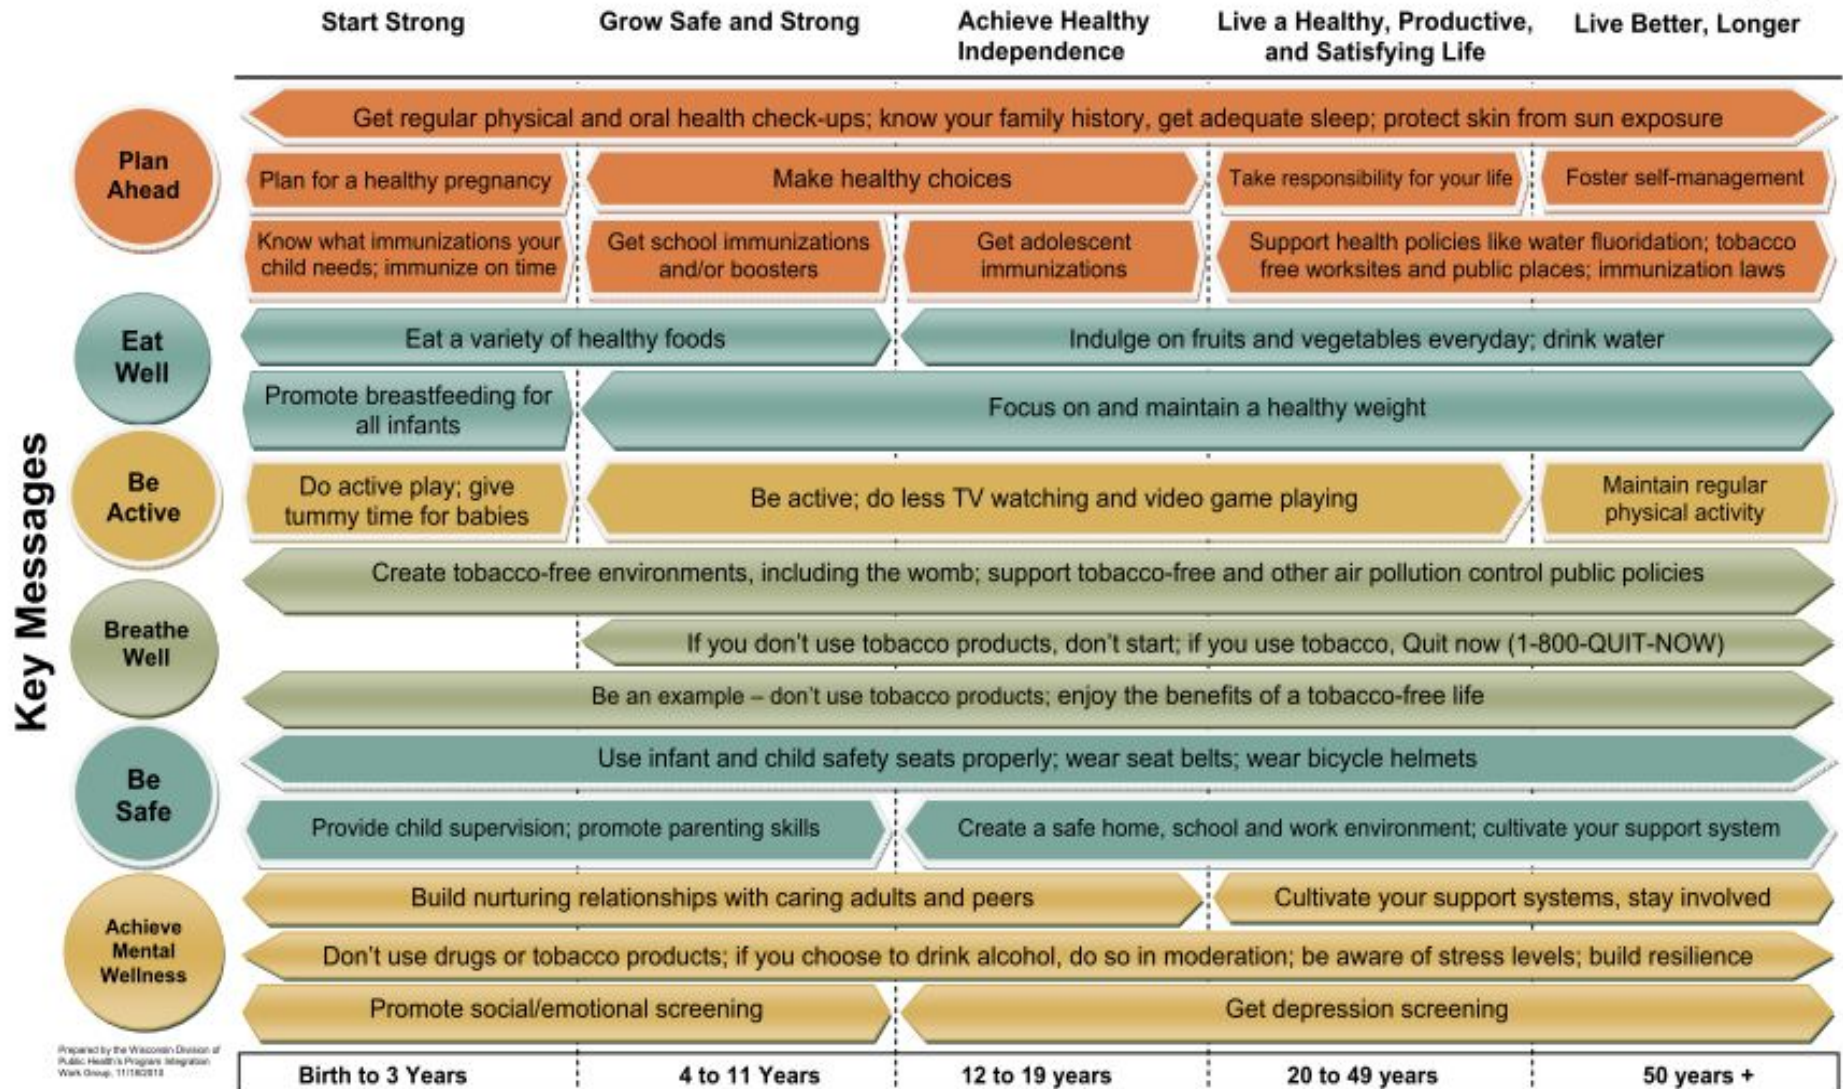 Start Strong
Grow Safe and Strong
Achieve Healthy
Independence
Live a Healthy, Productive,
and Satisfying Life
Live Better, Longer
Key Messages
Plan
Ahead
Get regular physical and oral health check-ups; know your family history, get adequate sleep; protect skin from sun exposure
Plan for a healthy pregnancy
Make healthy choices
Take responsibility for your life
Foster self-management
Know what immunizations your
child needs; immunize on time
Get school immunizations
and/or boosters
Get adolescent
immunizations
Support health policies like water fluoridation; tobacco
free worksites and public places; immunization laws
Eat
Well
Eat a variety of healthy foods
Indulge on fruits and vegetables everyday; drink water
Promote breastfeeding for
all infants
Focus on and maintain a healthy weight
Be
Active
Do active play; give
tummy time for babies
Be active; do less TV watching and video game playing
Maintain regular
physical activity
Breathe
Well
Create tobacco-free environments, including the womb; support tobacco-free and other air pollution control public policies
If you don't use tobacco products, don't start; if you use tobacco, Quit now (1-800-QUIT-NOW)
Be an example – don't use tobacco products; enjoy the benefits of a tobacco-free life
Be
Safe
Use infant and child safety seats properly; wear seat belts; wear bicycle helmets
Provide child supervision; promote parenting skills
Create a safe home, school and work environment; cultivate your support system
Achieve
Mental
Wellness
Build nurturing relationships with caring adults and peers
Cultivate your support systems, stay involved
Don't use drugs or tobacco products; if you choose to drink alcohol, do so in moderation; be aware of stress levels; build resilience
Promote social/emotional screening
Get depression screening
Prepared by the Wisconsin Division of
Public Health's Program Integration
Work Group,
Birth to 3 Years
4 to 11 Years
12 to 19 years
20 to 49 years
50 years +